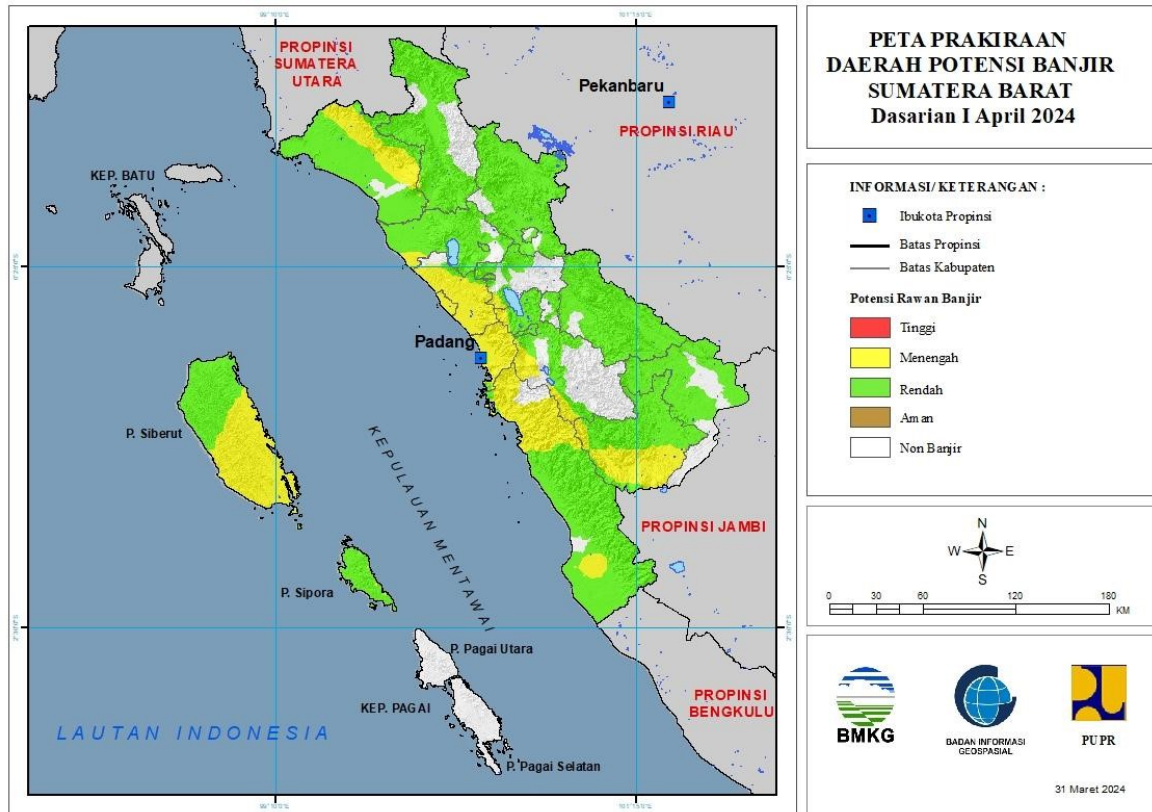 PETA PRAKIRAAN
DAERAH POTENSI BANJIR
SUMATERA BARAT
Dasarian I April 2024
INFORMASI/ KETERANGAN :
Ibukota Propinsi
Batas Propinsi
Batas Kabupaten
Potensi Rawan Banjir
Tinggi
Menengah
Rendah
Aman
Non Banjir
N
W E
S
0 30 60 120 180
KM
BMKG
BADAN INFORMASI
GEOSPASIAL
PUPR
31 Maret 2024
PROPINSI
SUMATERA
UTARA
Pekanbaru
PROPINSI RIAU
KEP. BATU
Padang
P. Siberut
KEPULAUAN MENTAWAI
PROPINSI JAMBI
P. Sipora
P. Pagai Utara
KEP. PAGAI
PROPINSI
BENGKULU
LAUTAN INDONESIA
P. Pagai Selatan